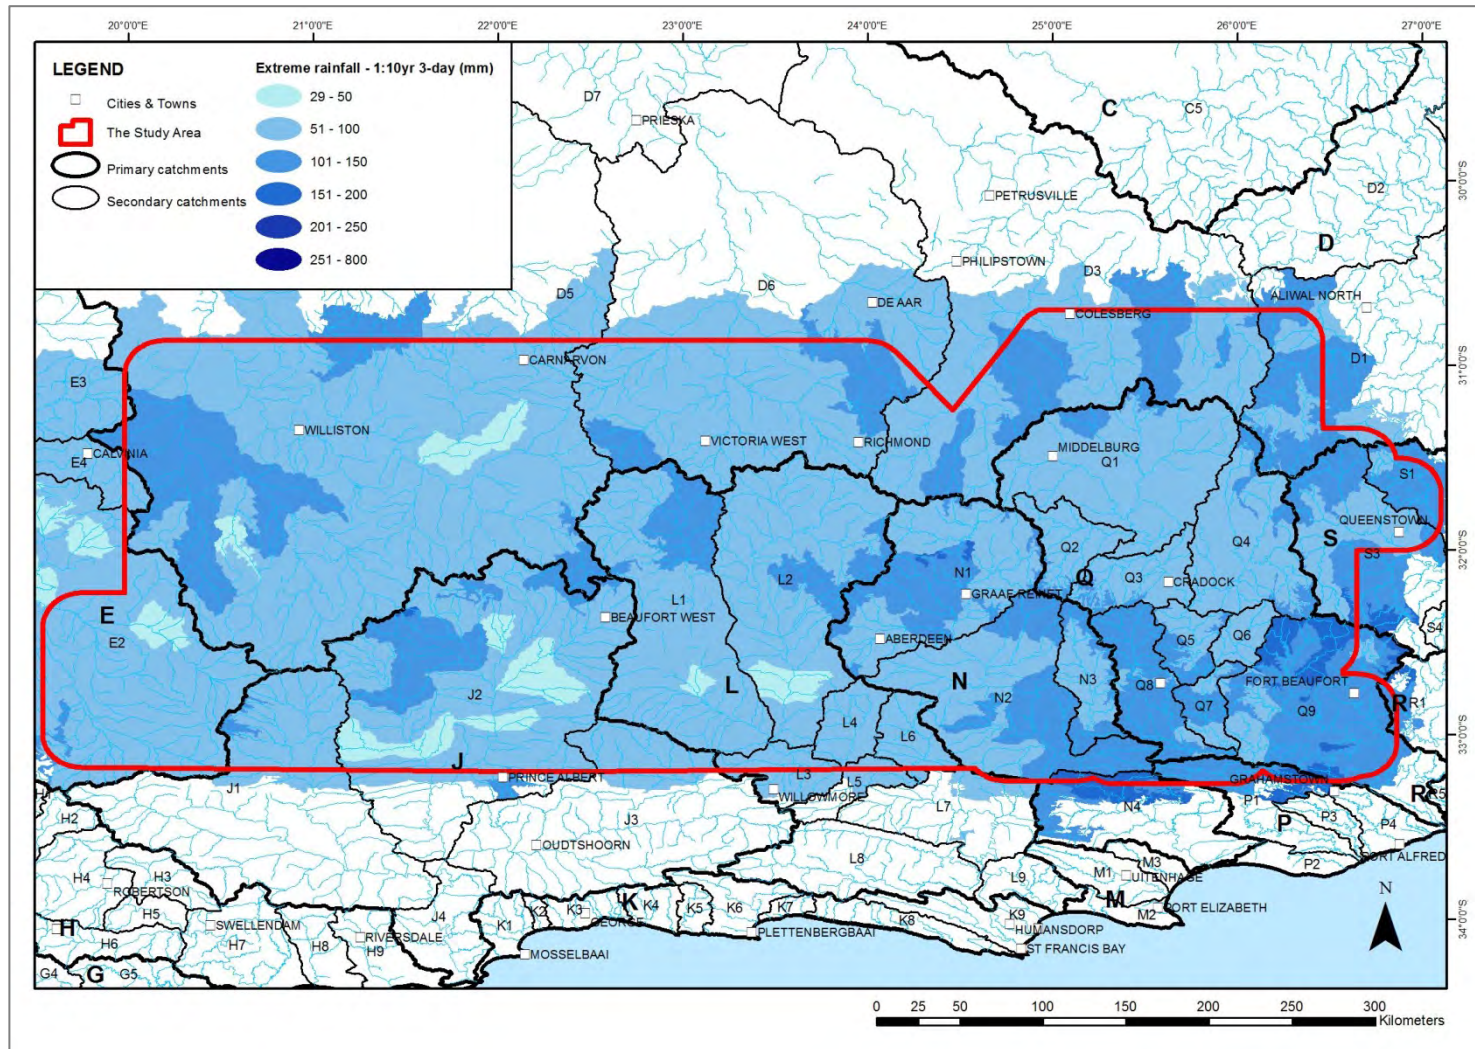 20°0'0"E 21°0'0"E 22°0'0"E 23°0'0"E 24°0'0"E 25°0'0"E 26°0'0"E 27°0'0"E
LEGEND
Cities & Towns
The Study Area
Primary catchments
Secondary catchments
Extreme rainfall - 1:10yr 3-day (mm)
29 - 50
51 - 100
101 - 150
151 - 200
201 - 250
251 - 800
D7
PRIESKA
C
C5
30°0'0"S
D2
PETRUSVILLE
D
PHILIPSTOWN
D3
D5
D6
DE AAR
ALIWAL NORTH
COLESBERG
CARNARVON
D1
31°0'0"S
E3
WILLISTON
VICTORIA WEST
RICHMOND
MIDDELBURG
Q1
CALVINIA
E4
S1
QUEENSTOWN
S
S3
32°0'0"S
Q2
Q4
L2
N1
Q
Q3
CRADOCK
GRAAF REINET
L1
BEAUFORT WEST
E
E2
S4
ABERDEEN
Q5
Q6
L
N
N3
Q8
FORT BEAUFORT
J2
N2
R
R1
L4
Q7
Q9
L6
33°0'0"S
J
PRINCE ALBERT
L3
L5
GRAHAMSTOWN
J1
WILLOWMORE
H1
R
R5
H2
J3
L7
N4
P1
P
P3
P4
OUDTSHOORN
L8
PORT ALFRED
P2
H4
H3
ROBERTSON
L9
M1
M3
UITENHAGE
M
M2
PORT ELIZABETH
H5
H
H6
SWELLENDAM
H7
H8
RIVERSDALE
H9
J4
K1
K2
K3
GEORGE
K
K4
K5
K6
K7
K8
K9
HUMANSDORP
PLETTENBERGBAAI
ST FRANCIS BAY
MOSSELBAAI
34°0'0"S
G4
G
G5
N
0 25 50 100 150 200 250 300
Kilometers